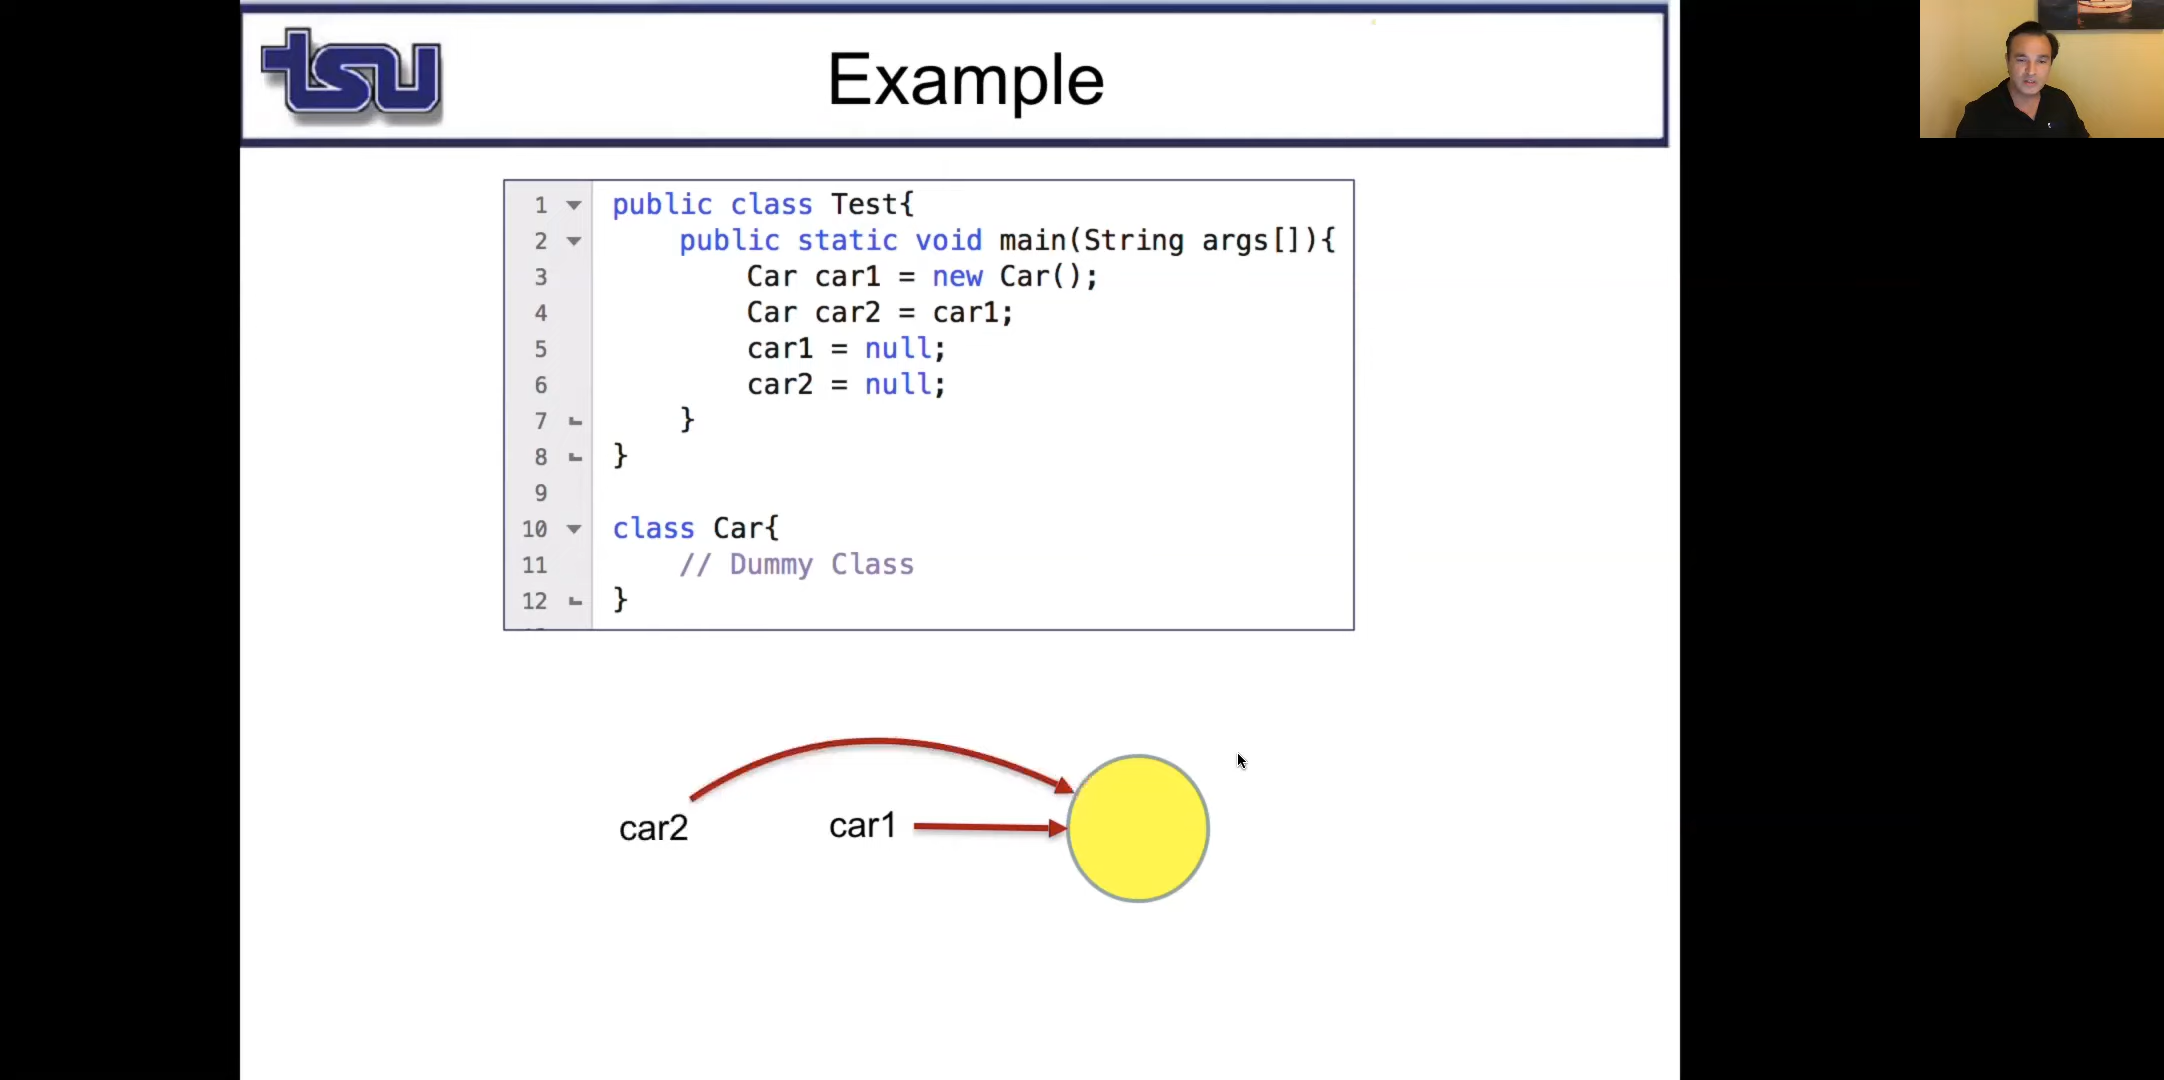 tsu
Example
1 public class Test{
2 public static void main(String args[]){
3 Car car1 = new Car();
4 Car car2 = car1;
5 car1 = null;
6 car2 = null;
7 }
8 }
9
10 class Car{
11 // Dummy Class
12 }
car2 car1